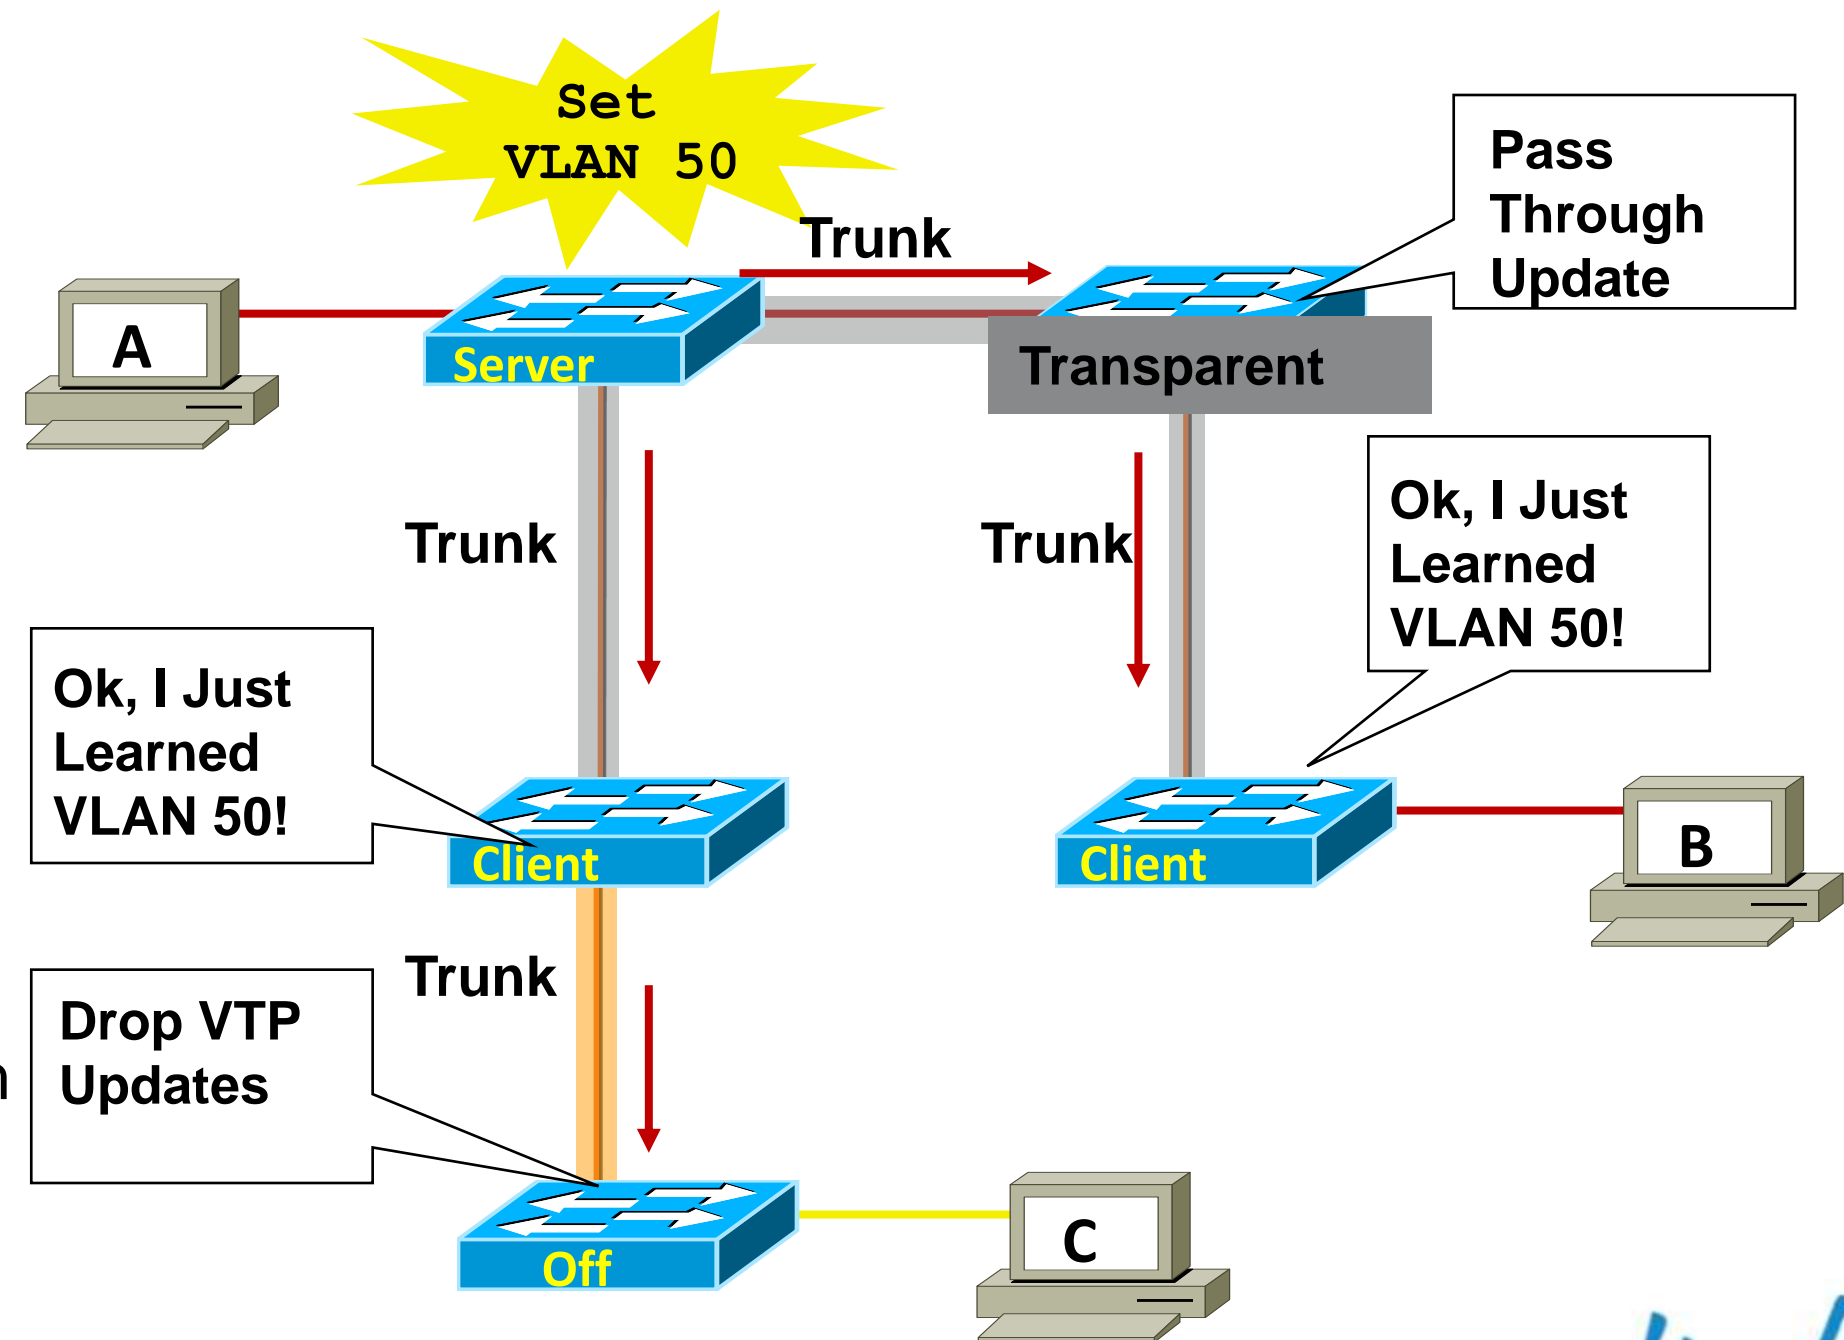 Set
VLAN 50
Pass
Through
Update
Trunk
A
Server
Transparent
Trunk
Trunk
Ok, I Just
Learned
VLAN 50!
Ok, I Just
Learned
VLAN 50!
Client
Client
B
Trunk
Drop VTP
Updates
Off
C